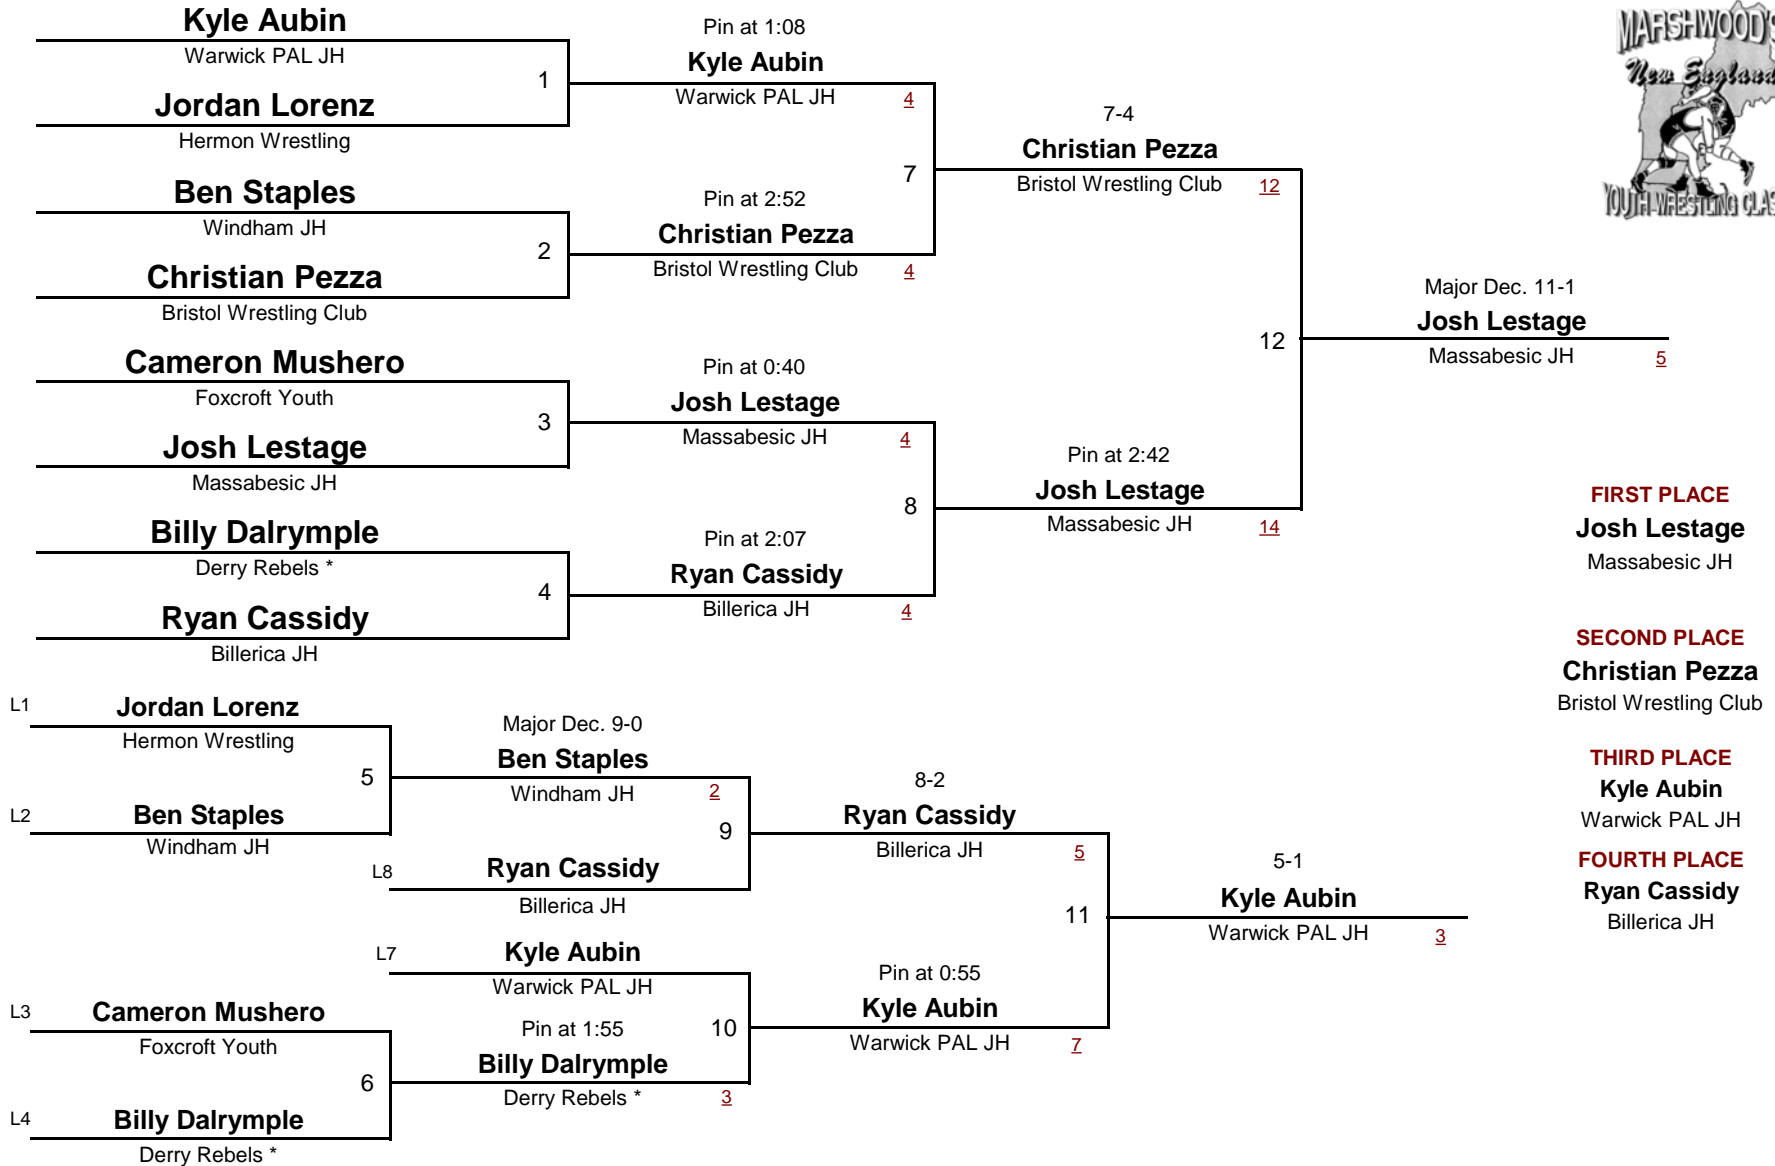 Kyle Aubin
Warwick PAL JH
1
Jordan Lorenz
Hermon Wrestling
Ben Staples
Windham JH
2
Christian Pezza
Bristol Wrestling Club
Cameron Mushero
Foxcroft Youth
3
Josh Lestage
Massabesic JH
Billy Dalrymple
Derry Rebels *
4
Ryan Cassidy
Billerica JH
Pin at 1:08
Kyle Aubin
Warwick PAL JH 4
7
Pin at 2:52
Christian Pezza
Bristol Wrestling Club 4
Pin at 0:40
Josh Lestage
Massabesic JH 4
8
Pin at 2:07
Ryan Cassidy
Billerica JH 4
7-4
Christian Pezza
Bristol Wrestling Club 12
12
Pin at 2:42
Josh Lestage
Massabesic JH 14
Major Dec. 11-1
Josh Lestage
Massabesic JH 5
MARSHWOOD'S
New England
YOUTH WRESTLING CLAS
FIRST PLACE
Josh Lestage
Massabesic JH
SECOND PLACE
Christian Pezza
Bristol Wrestling Club
THIRD PLACE
Kyle Aubin
Warwick PAL JH
FOURTH PLACE
Ryan Cassidy
Billerica JH
L1 Jordan Lorenz
Hermon Wrestling
5
L2 Ben Staples
Windham JH
Major Dec. 9-0
Ben Staples
Windham JH 2
9
L8 Ryan Cassidy
Billerica JH
L7 Kyle Aubin
Warwick PAL JH
10
L3 Cameron Mushero
Foxcroft Youth
6
L4 Billy Dalrymple
Derry Rebels *
Pin at 1:55
Billy Dalrymple
Derry Rebels * 3
8-2
Ryan Cassidy
Billerica JH 5
11
Pin at 0:55
Kyle Aubin
Warwick PAL JH 7
5-1
Kyle Aubin
Warwick PAL JH 3